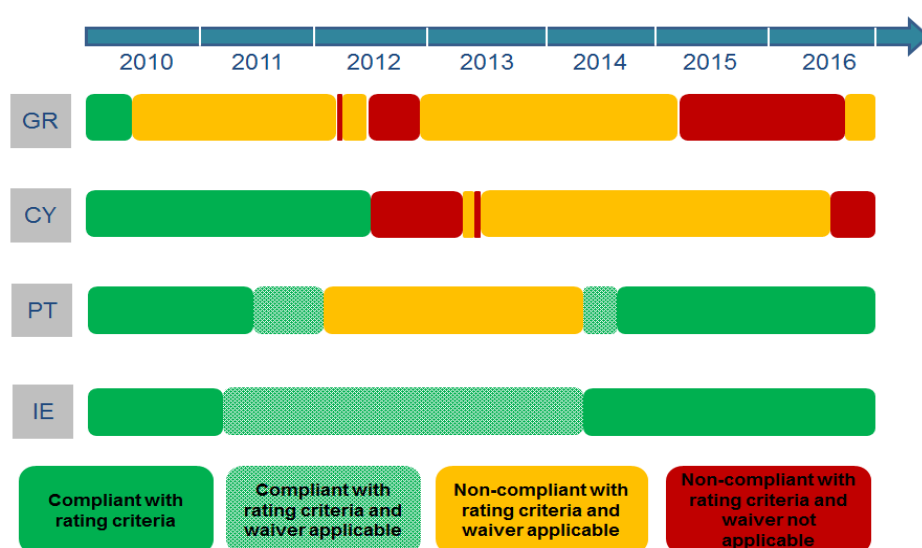 2010 2011 2012 2013 2014 2015 2016
GR
CY
PT
IE
Compliant with
rating criteria
Compliant with
rating criteria and
waiver applicable
Non-compliant with
rating criteria and
waiver applicable
Non-compliant with
rating criteria and
waiver not
applicable